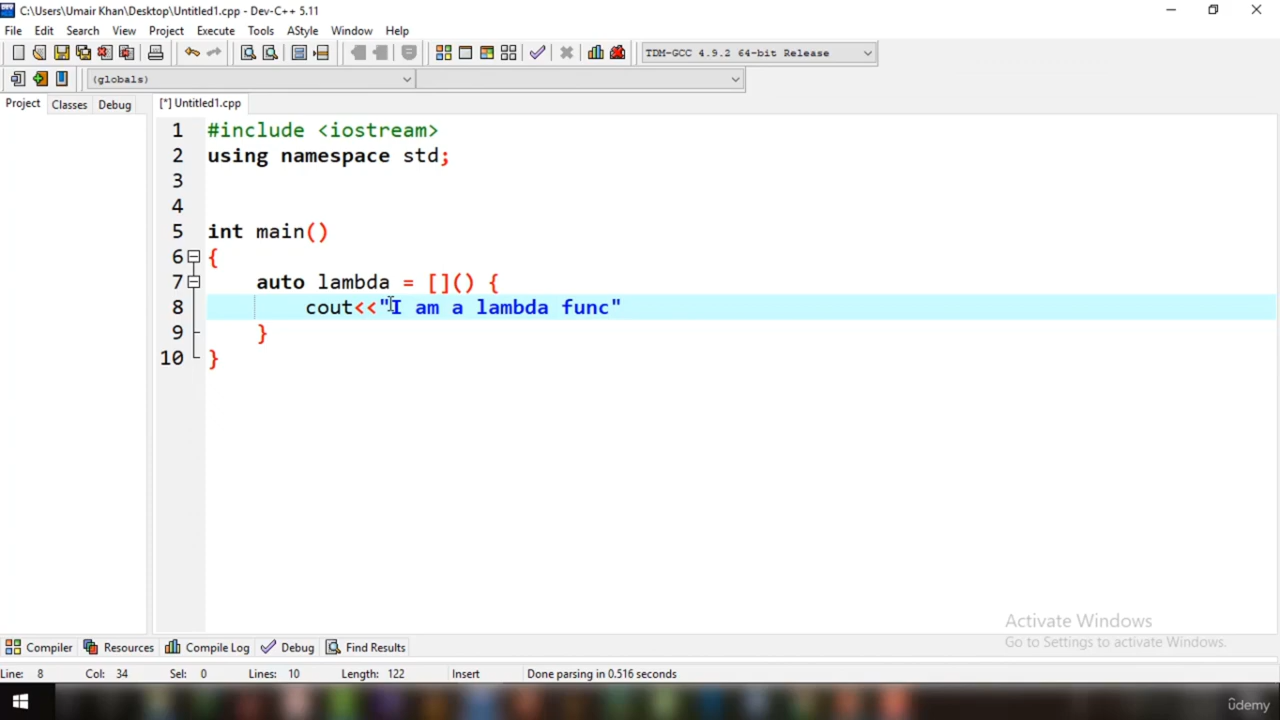 C:\Users\Umair Khan\Desktop\Untitled1.cpp - Dev-C++ 5.11
File Edit Search View Project Execute Tools AStyle Window Help
TDM-GCC 4.9.2 64-bit Release
(globals)
Project Classes Debug [*] Untitled1.cpp
1 #include <iostream>
2 using namespace std;
3
4
5 int main()
6 {
7 auto lambda = []() {
8 cout<<"I am a lambda func"
9 }
10 }
Activate Windows
Go to Settings to activate Windows.
Compiler Resources Compile Log Debug Find Results
Line: 8 Col: 34 Sel: 0 Lines: 10 Length: 122 Insert Done parsing in 0.516 seconds
ûdemy